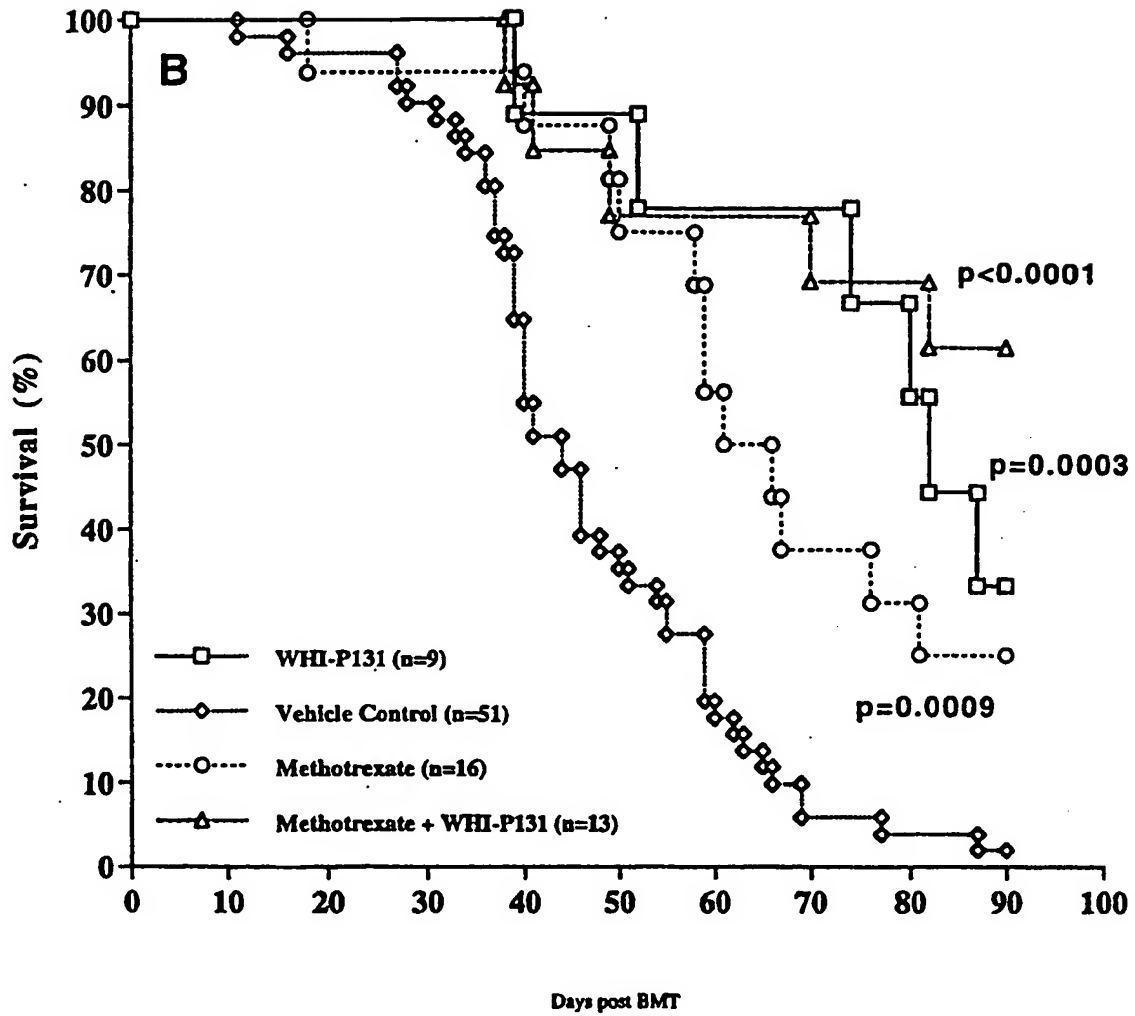 B
100
90
80
70
60
50
40
30
20
10
0
Survival (%)
p<0.0001
p=0.0003
p=0.0009
WHI-P131 (n=9)
Vehicle Control (n=51)
Methotrexate (n=16)
Methotrexate + WHI-P131 (n=13)
0 10 20 30 40 50 60 70 80 90 100
Days post BMT